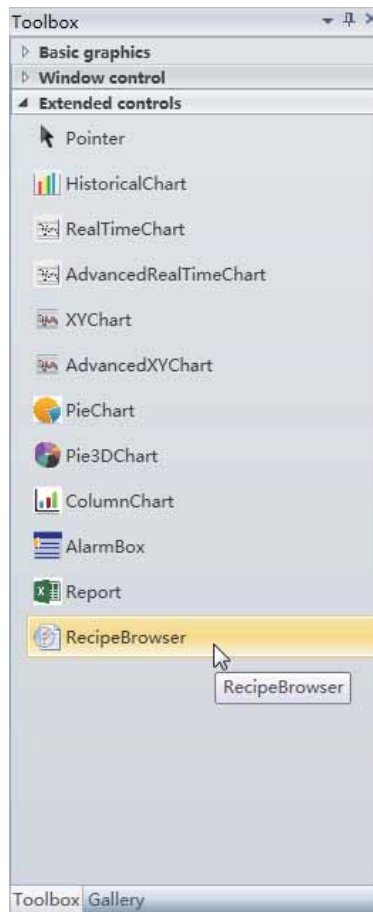 Toolbox
Basic graphics
Window control
Extended controls
Pointer
HistoricalChart
RealTimeChart
AdvancedRealTimeChart
XYChart
AdvancedXYChart
PieChart
Pie3DChart
ColumnChart
AlarmBox
Report
RecipeBrowser
RecipeBrowser
Toolbox Gallery